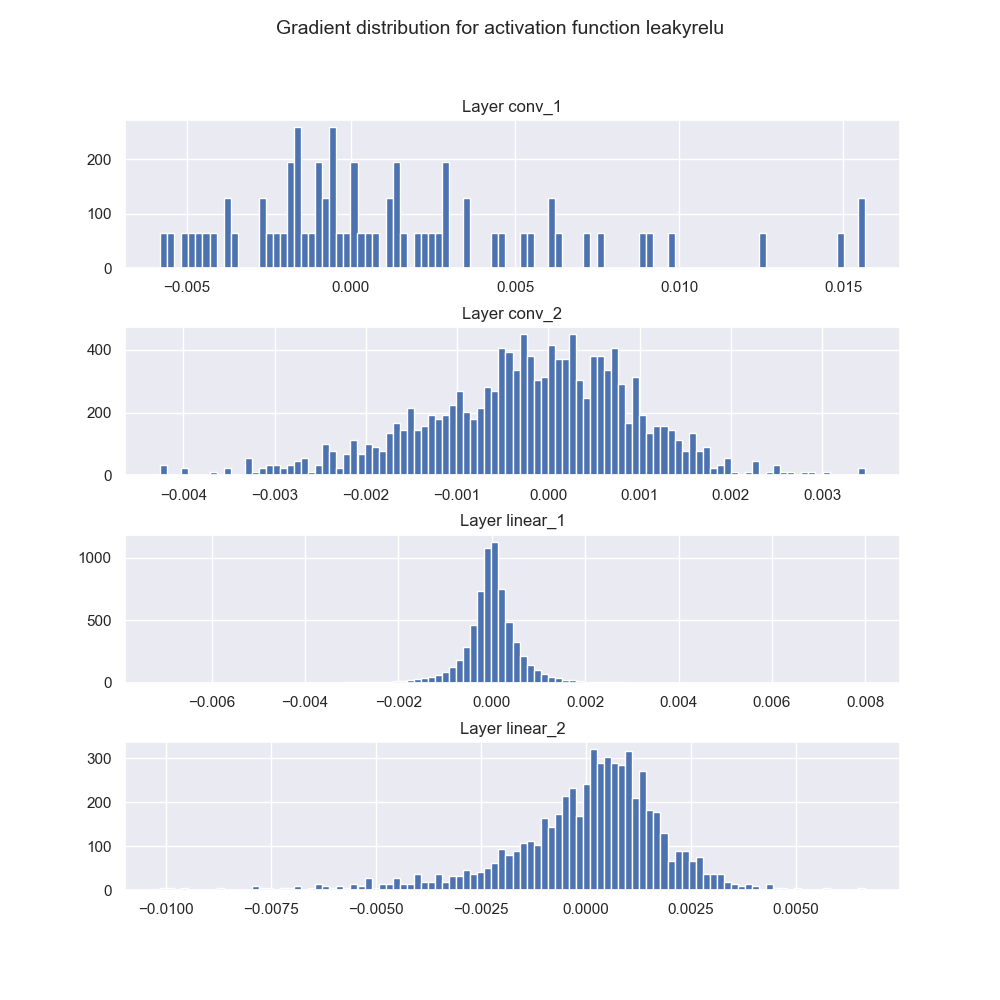 Gradient distribution for activation function leakyrelu
Layer conv_1
200
100
0
−0.005 0.000 0.005 0.010 0.015
Layer conv_2
400
200
0
−0.004 −0.003 −0.002 −0.001 0.000 0.001 0.002 0.003
Layer linear_1
1000
500
0
−0.006 −0.004 −0.002 0.000 0.002 0.004 0.006 0.008
Layer linear_2
300
200
100
0
−0.0100 −0.0075 −0.0050 −0.0025 0.0000 0.0025 0.0050